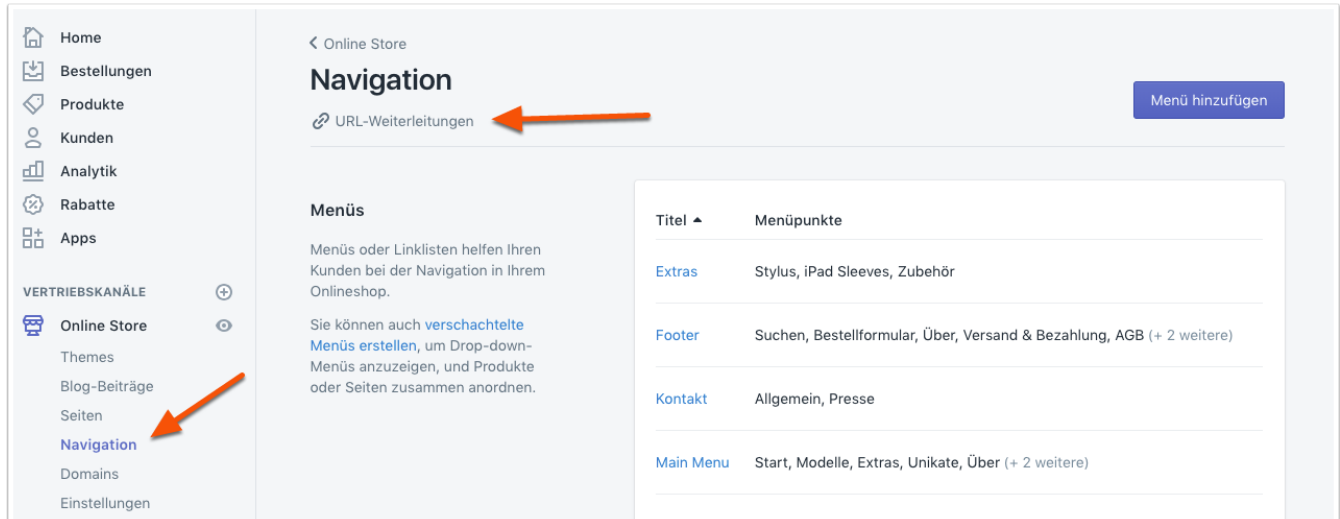 Home
Bestellungen
Produkte
Kunden
Analytik
Rabatte
Apps
VERTRIEBSKANÄLE
Online Store
Themes
Blog-Beiträge
Seiten
Navigation
Domains
Einstellungen
Online Store
Navigation
URL-Weiterleitungen
Menü hinzufügen
Menüs
Menüs oder Linklisten helfen Ihren
Kunden bei der Navigation in Ihrem
Onlineshop.
Sie können auch verschachtelte
Menüs erstellen, um Drop-down-
Menüs anzuzeigen, und Produkte
oder Seiten zusammen anordnen.
Titel Menüpunkte
Extras Stylus, iPad Sleeves, Zubehör
Footer Suchen, Bestellformular, Über, Versand & Bezahlung, AGB (+ 2 weitere)
Kontakt Allgemein, Presse
Main Menu Start, Modelle, Extras, Unikate, Über (+ 2 weitere)